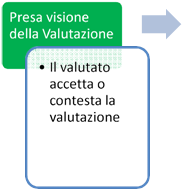 Presa visione
della Valutazione
• Il valutato
accetta o
contesta la
valutazione